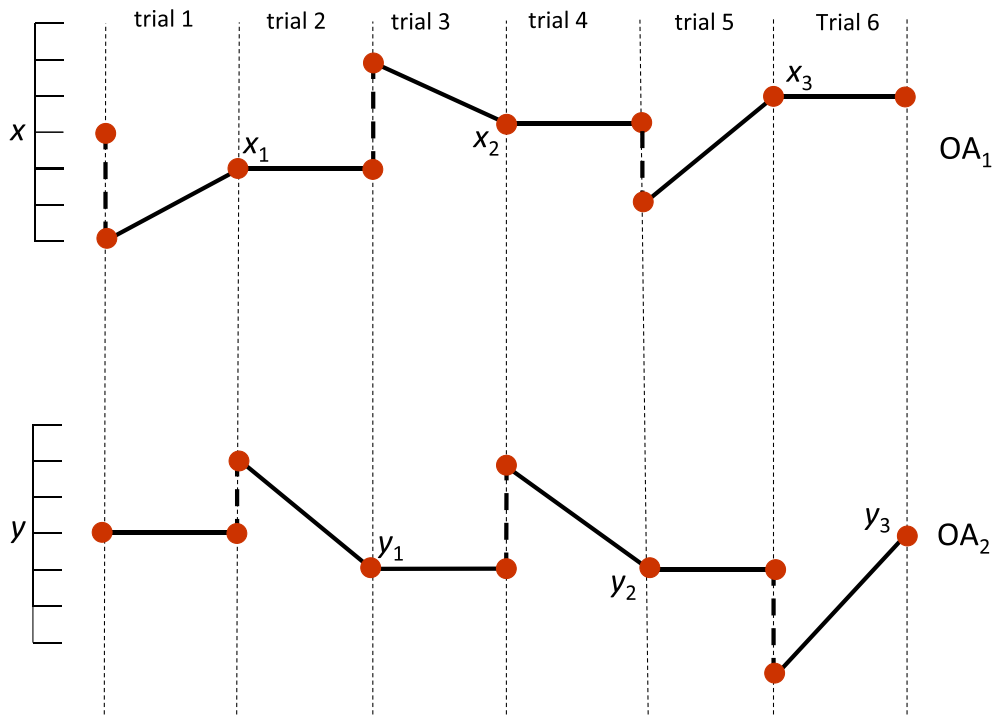 trial 1 trial 2 trial 3 trial 4 trial 5 Trial 6
x₃
x x₁ x₂ OA₁
y y₁ y₃ OA₂
y₂